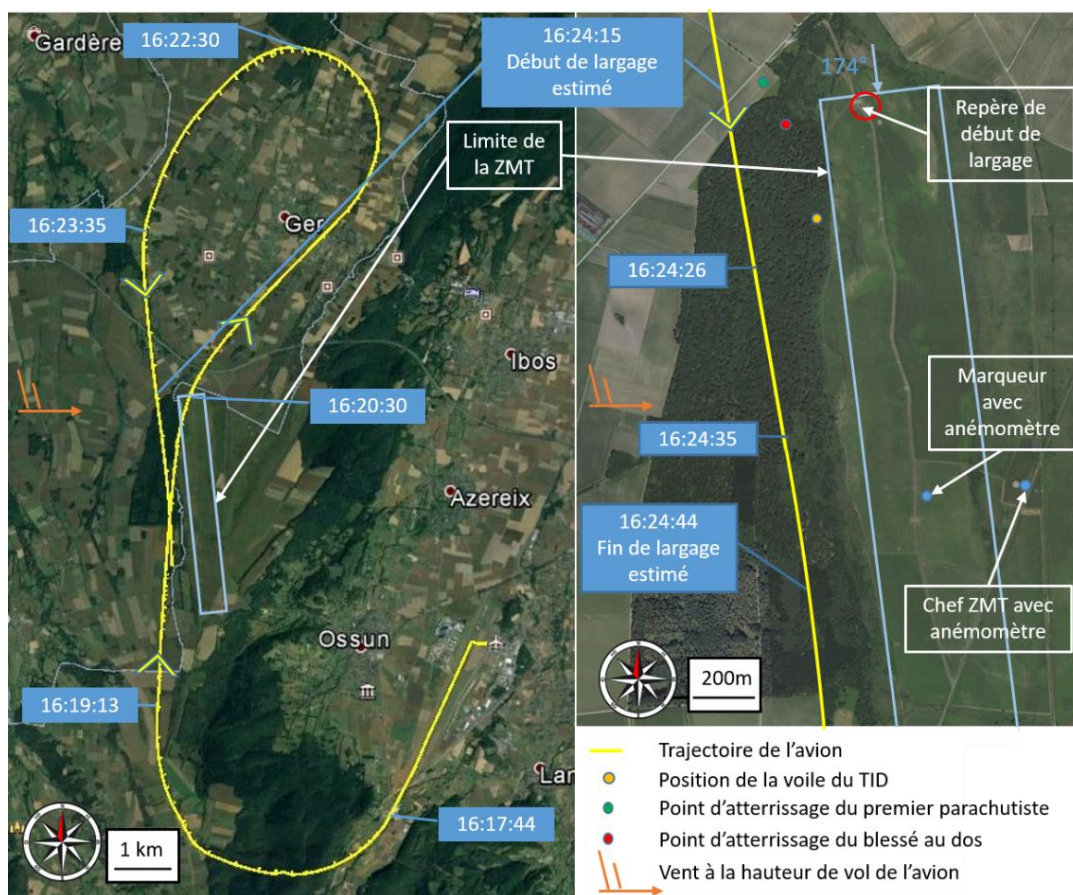 Gardère
16:22:30
16:24:15
Début de largage
estimé
Limite de
la ZMT
16:23:35
Ger
Ibos
16:20:30
Azereix
Ossun
16:19:13
Lan
16:17:44
1 km
174°
Repère de
début de
largage
16:24:26
Marqueur
avec
anémomètre
16:24:35
16:24:44
Fin de largage
estimé
Chef ZMT avec
anémomètre
200m
Trajectoire de l'avion
Position de la voile du TID
Point d'atterrissage du premier parachutiste
Point d'atterrissage du blessé au dos
Vent à la hauteur de vol de l'avion